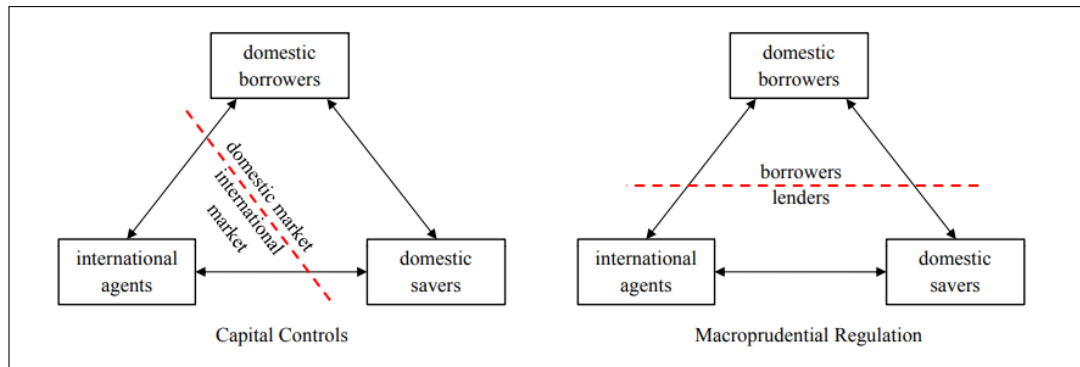 domestic
borrowers
domestic market
international
market
international
agents
domestic
savers
Capital Controls
domestic
borrowers
borrowers
lenders
international
agents
domestic
savers
Macroprudential Regulation